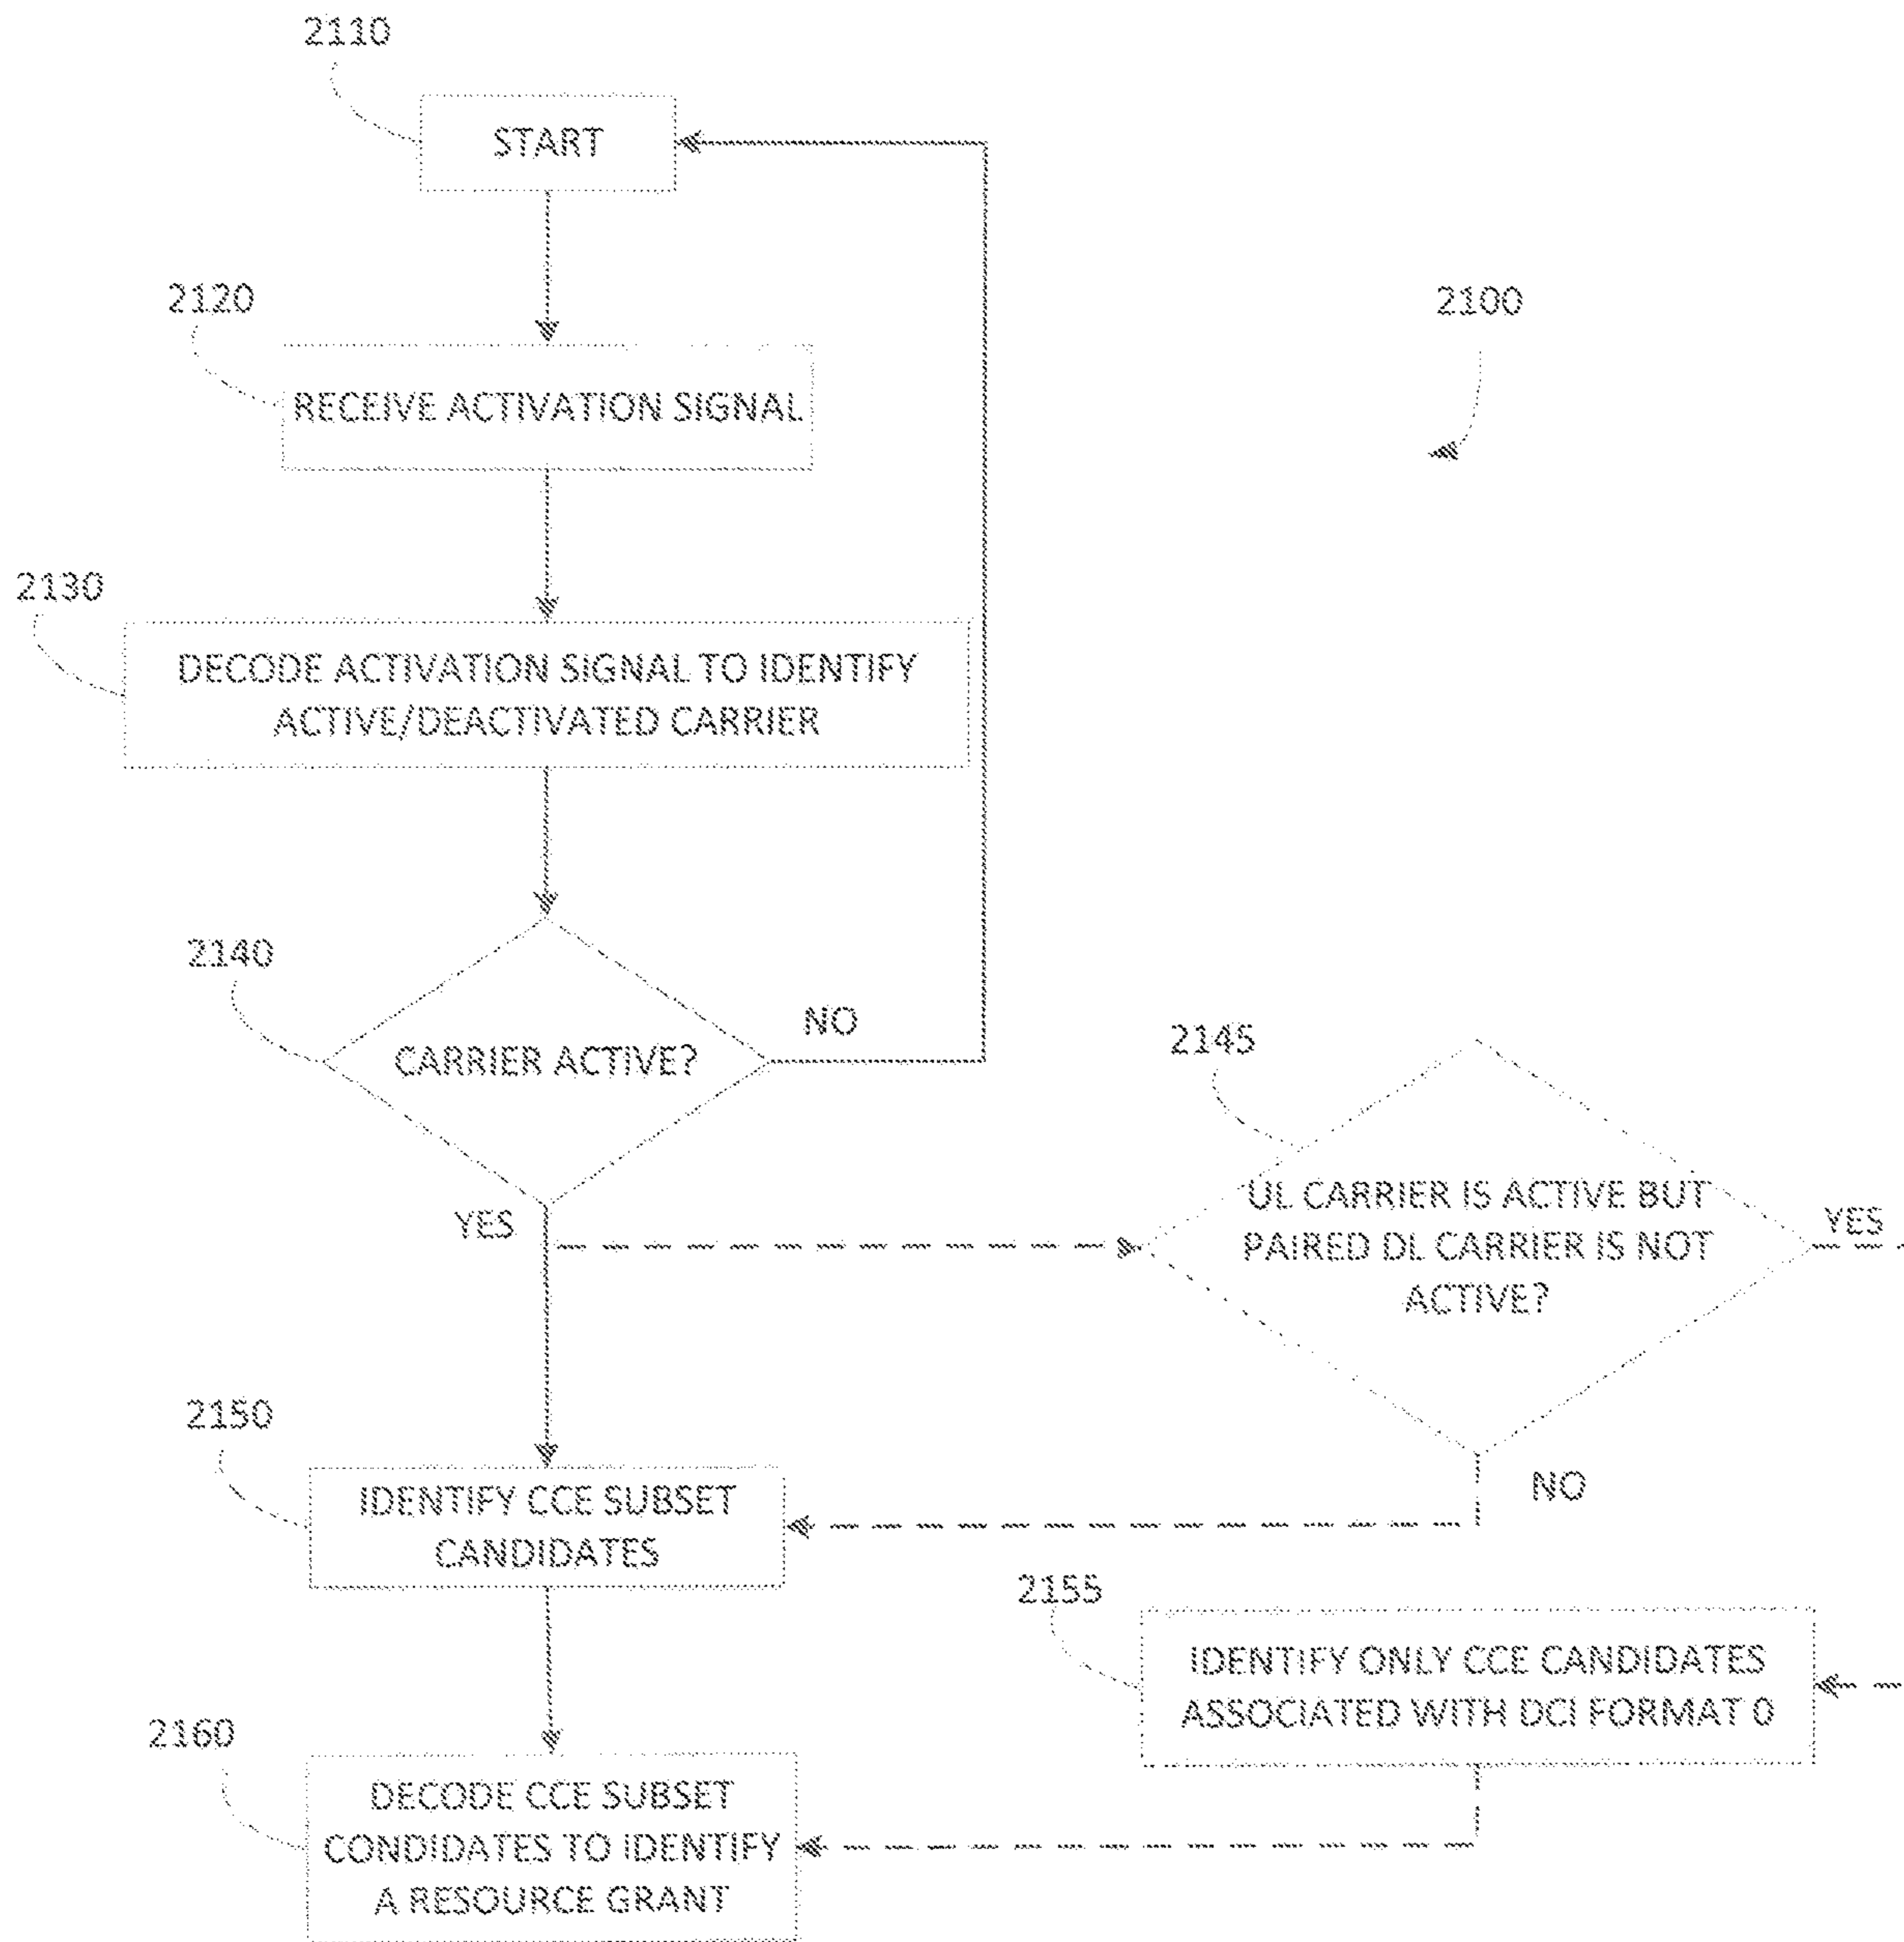 2110
START
2120
2100
RECEIVE ACTIVATION SIGNAL
2130
DECODE ACTIVATION SIGNAL TO IDENTIFY
ACTIVE/DEACTIVATED CARRIER
2140
NO
CARRIER ACTIVE?
2145
YES
UL CARRIER IS ACTIVE BUT
PAIRED DL CARRIER IS NOT
ACTIVE?
YES
2150
NO
IDENTIFY CCE SUBSET
CANDIDATES
2155
IDENTIFY ONLY CCE CANDIDATES
ASSOCIATED WITH DCI FORMAT 0
2160
DECODE CCE SUBSET
CONDIDATES TO IDENTIFY
A RESOURCE GRANT